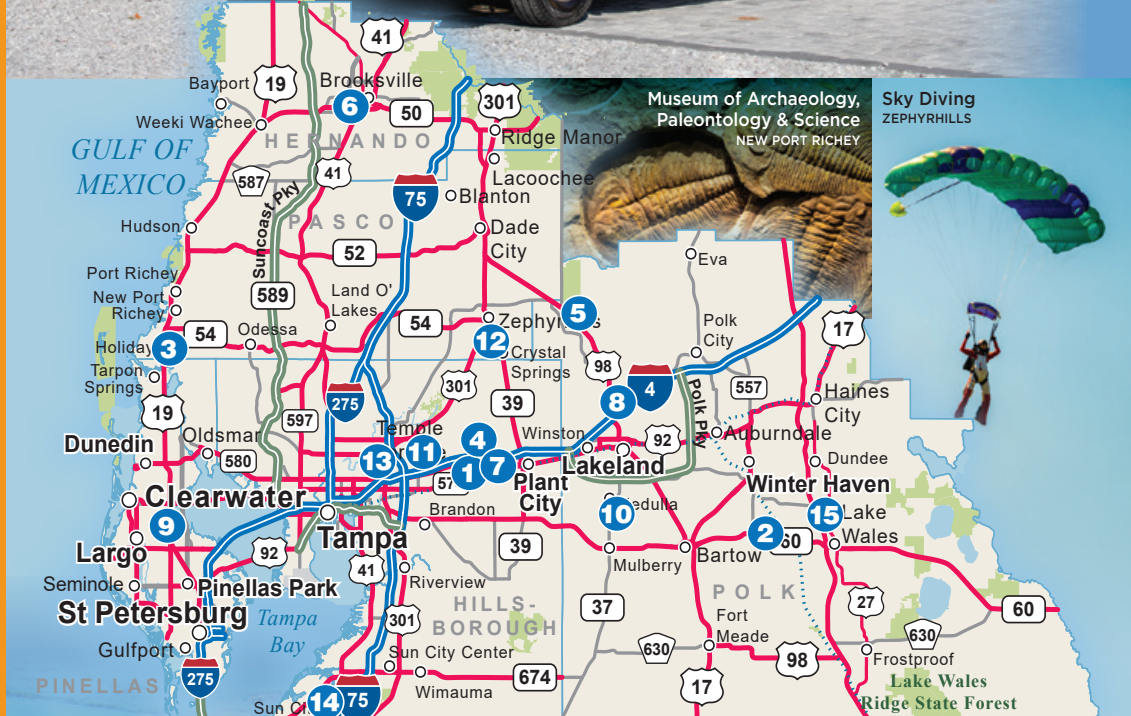 Museum of Archaeology,
Paleontology & Science
NEW PORT RICHEY
Sky Diving
ZEPHYRHILLS
41
19
Bayport
Brooksville
6
50
301
Weeki Wachee
HERNANDO
Ridge Manor
GULF OF
MEXICO
587
41
Lacoochee
75
Blanton
Suncoast Pky
PASCO
Hudson
Dade
City
52
Eva
Port Richey
589
Land O'
Lakes
New Port
Richey
5
54
Odessa
54
12
Polk
City
17
Holiday
3
Crystal
Springs
98
Tarpon
Springs
301
4
557
275
39
8
Haines
City
19
597
Polk Pky
Dunedin
Oldsmar
Temple
4
Winston
92
Auburndale
580
13
11
1
7
Lakeland
Dundee
Plant
City
Winter Haven
Clearwater
9
10
2
15
Lake
Wales
Brandon
Tampa
Largo
92
39
Mulberry
Bartow
60
Seminole
Pinellas Park
41
Riverview
POLK
St Petersburg
Tampa
Bay
301
HILLS-
BOROUGH
37
27
60
Fort
Meade
630
630
Gulfport
Sun City Center
98
Frostproof
275
674
PINELLAS
Wimauma
17
Lake Wales
Ridge State Forest
14
75